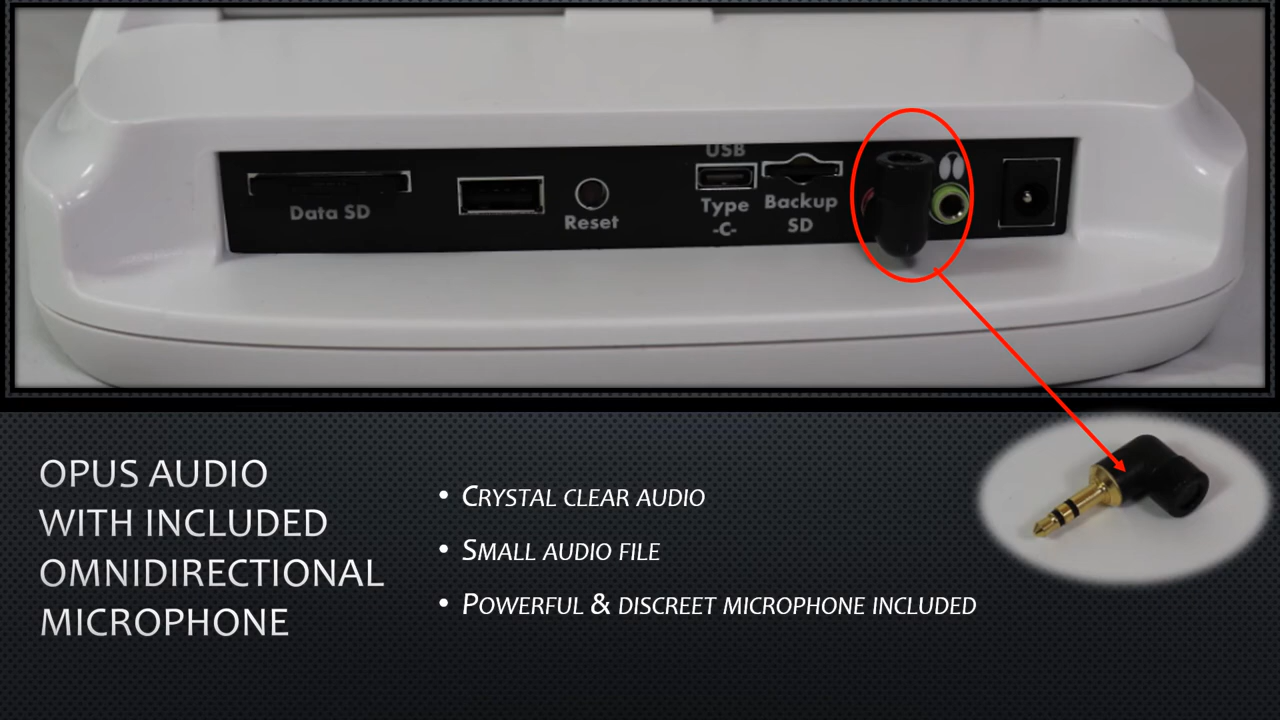 USB
Data SD
Reset
Type
-C-
Backup
SD
OPUS AUDIO
WITH INCLUDED
OMNIDIRECTIONAL
MICROPHONE
• CRYSTAL CLEAR AUDIO
• SMALL AUDIO FILE
• POWERFUL & DISCREET MICROPHONE INCLUDED